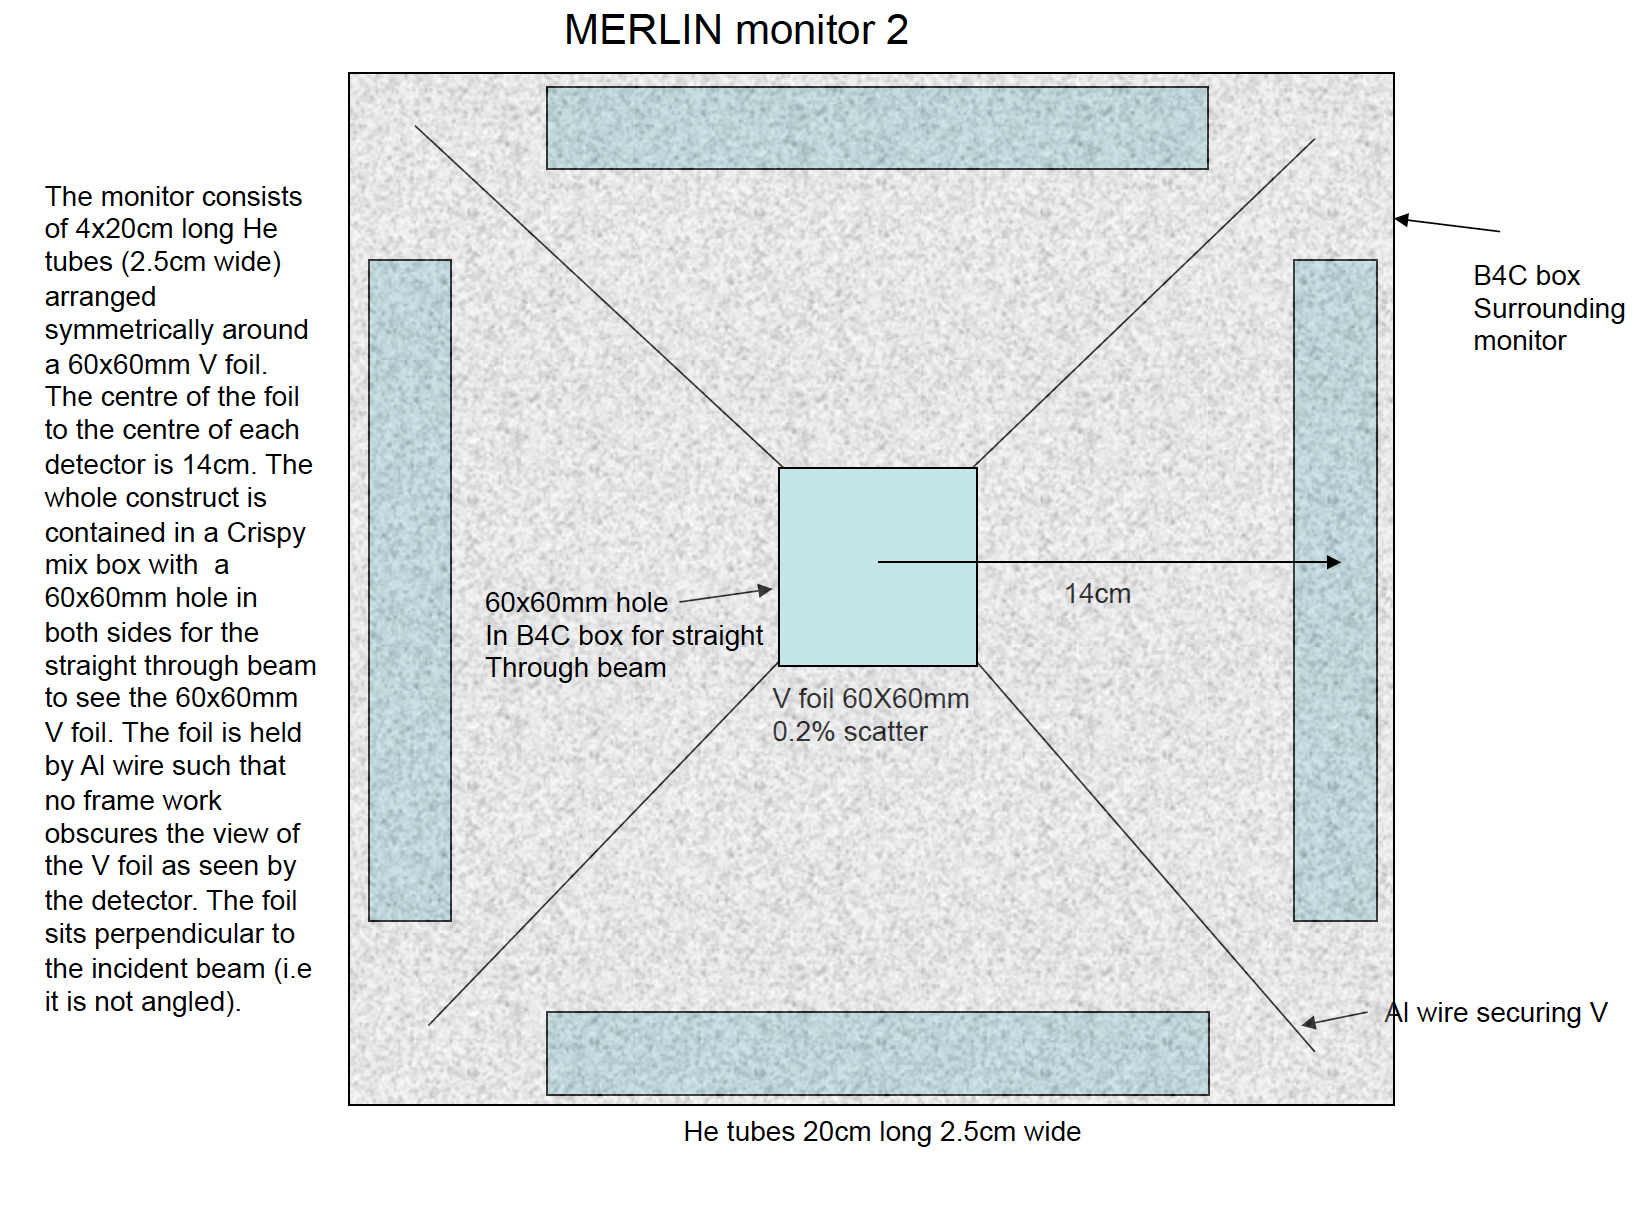 MERLIN monitor 2
The monitor consists
of 4x20cm long He
tubes (2.5cm wide)
arranged
symmetrically around
a 60x60mm V foil.
The centre of the foil
to the centre of each
detector is 14cm. The
whole construct is
contained in a Crispy
mix box with  a
60x60mm hole in
both sides for the
straight through beam
to see the 60x60mm
V foil. The foil is held
by Al wire such that
no frame work
obscures the view of
the V foil as seen by
the detector. The foil
sits perpendicular to
the incident beam (i.e
it is not angled).
B4C box
Surrounding
monitor
60x60mm hole
In B4C box for straight
Through beam
14cm
V foil 60X60mm
0.2% scatter
Al wire securing V
He tubes 20cm long 2.5cm wide